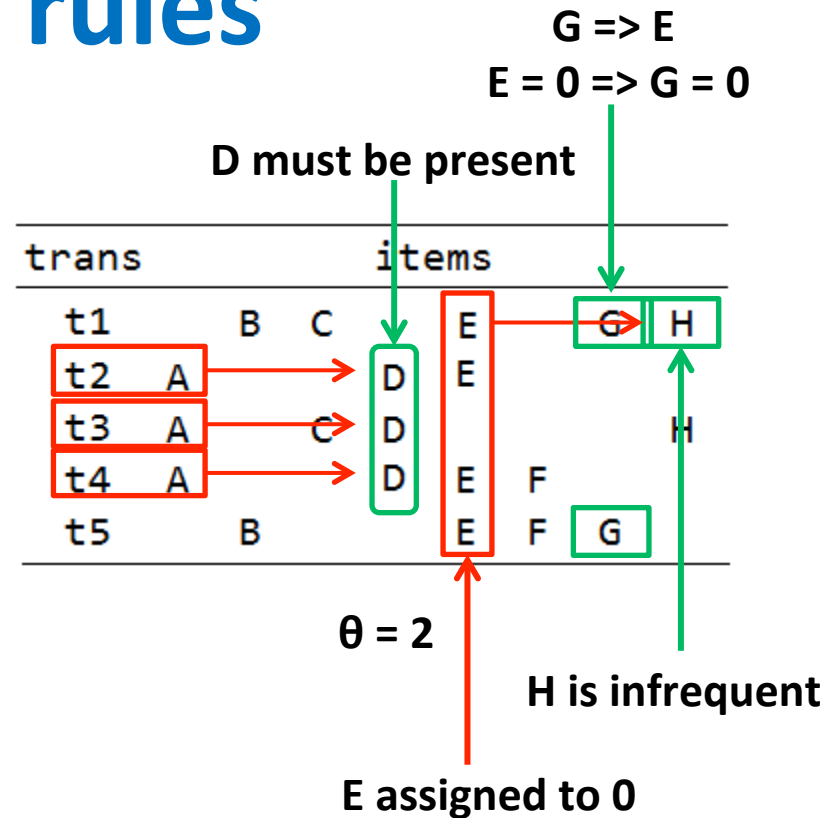 rules
G => E
E = 0 => G = 0
D must be present
trans items
t1 B C E G H
t2 A D E
t3 A C D H
t4 A D E F
t5 B E F G
θ = 2
H is infrequent
E assigned to 0